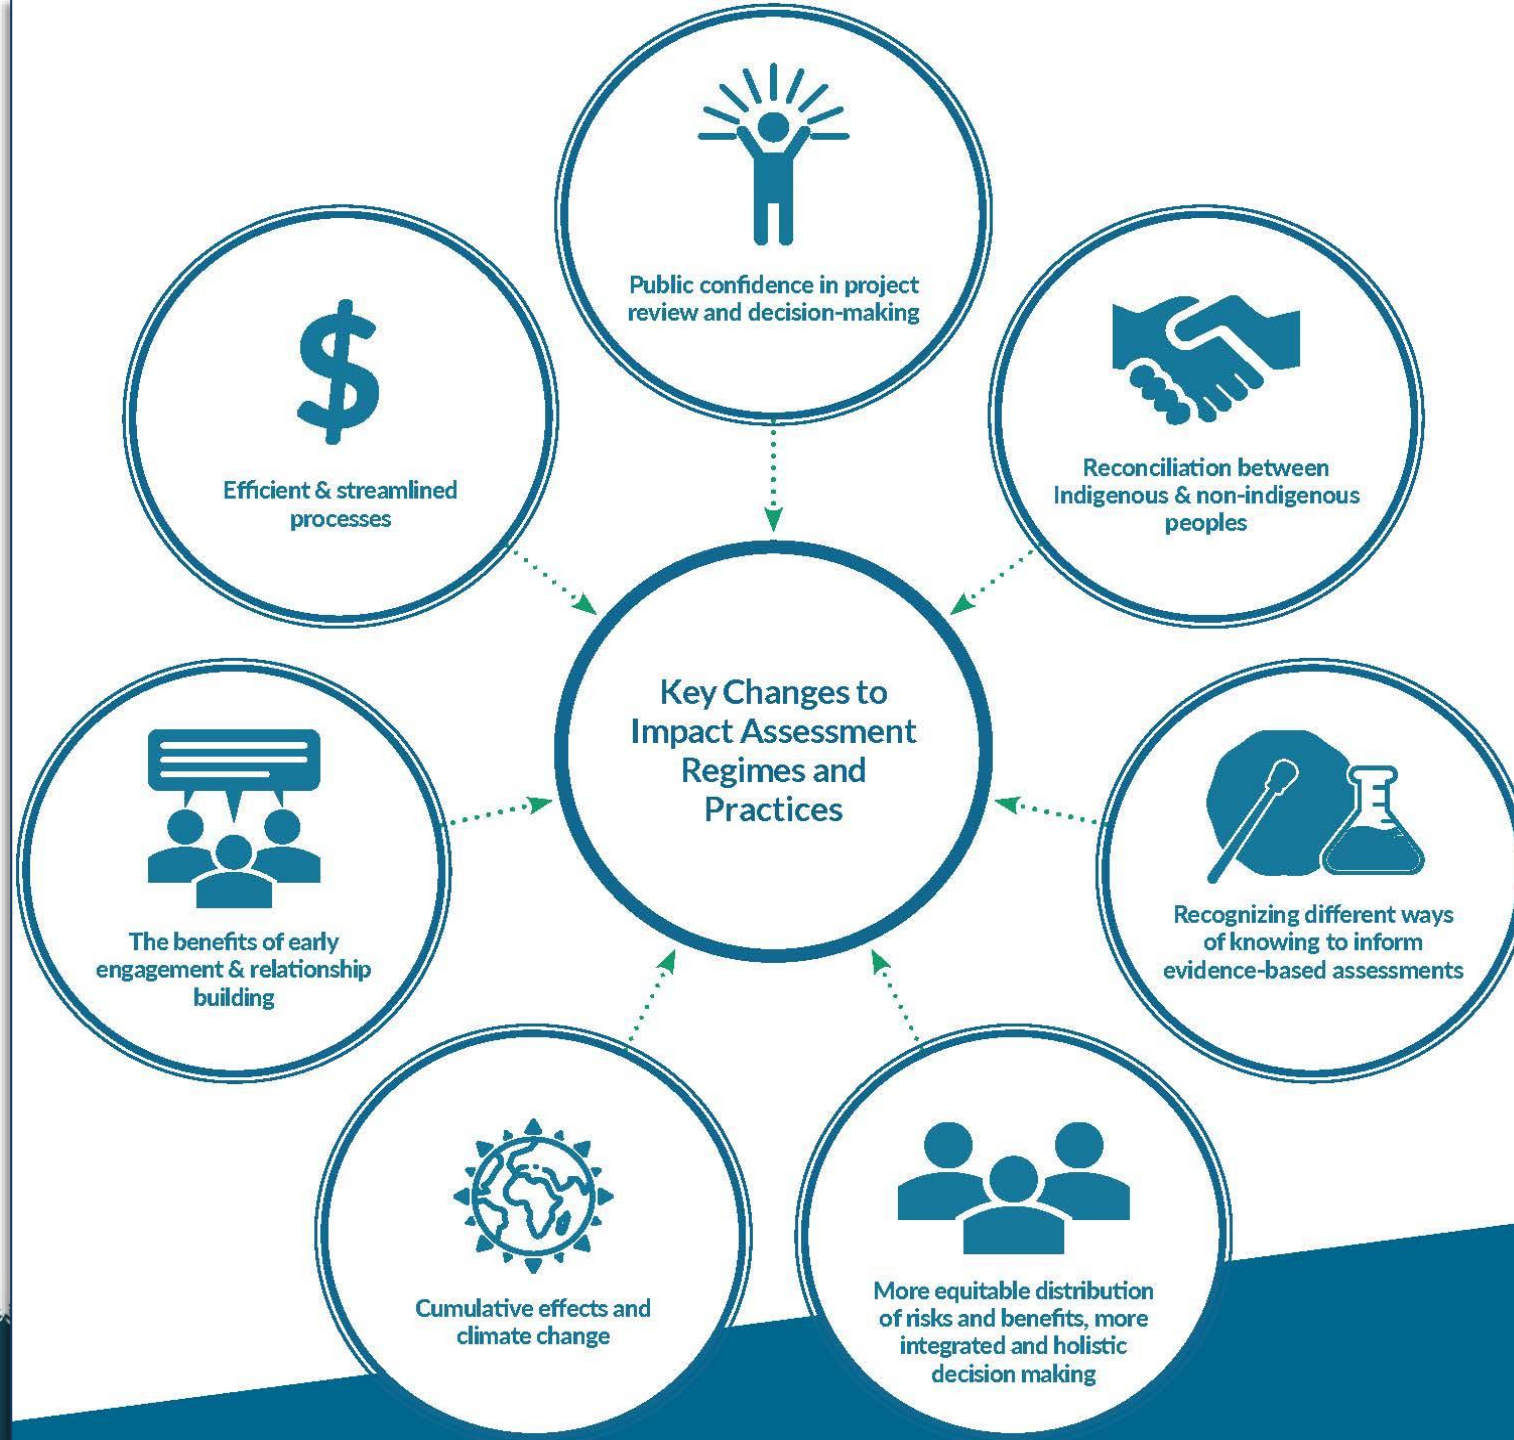 Public confidence in project
review and decision-making
Reconciliation between
Indigenous & non-indigenous
peoples
Recognizing different ways
of knowing to inform
evidence-based assessments
More equitable distribution
of risks and benefits, more
integrated and holistic
decision making
Cumulative effects and
climate change
The benefits of early
engagement & relationship
building
Efficient & streamlined
processes
Key Changes to
Impact Assessment
Regimes and
Practices